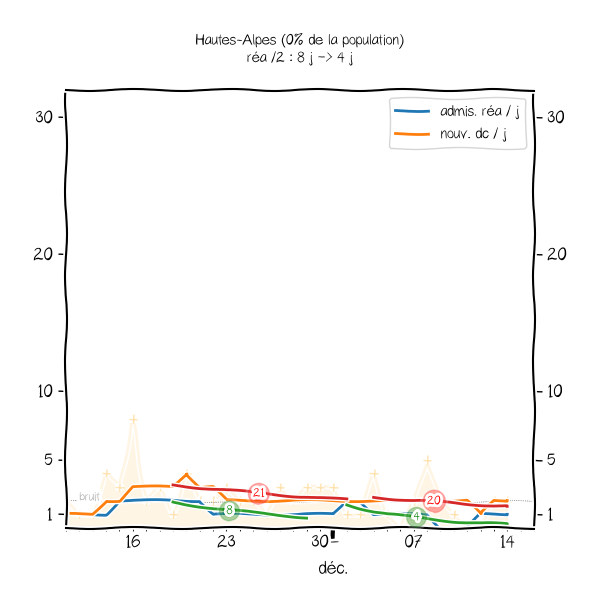 Hautes-Alpes (0% de la population)
réa /2 : 8 j -> 4 j
admis. réa / j
nouv. dc / j
30 30
20 20
10 10
5 5
1 1
... bruit
21
20
8
4
16 23 30 07 14
déc.